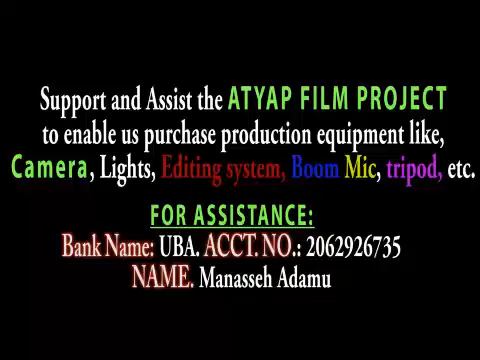 Support and Assist the ATYAP FILM PROJECT
to enable us purchase production equipment like,
Camera, Lights, Editing system, Boom Mic, tripod, etc.
FOR ASSISTANCE:
Bank Name: UBA. ACCT. NO.: 2062926735
NAME. Manasseh Adamu